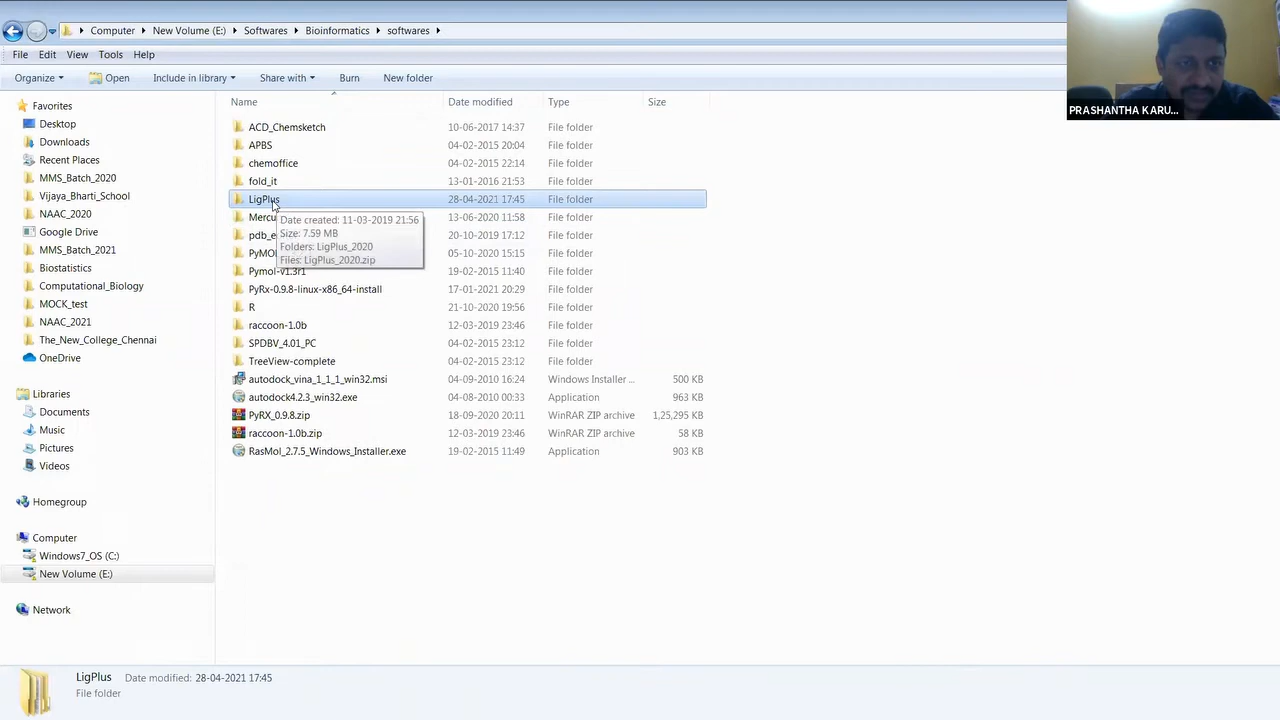 Computer New Volume (E:) Softwares Bioinformatics softwares
File Edit View Tools Help
Organize Open Include in library Share with Burn New folder
PRASHANTHA KARU...
Name Date modified Type Size
Favorites
Desktop
Downloads
Recent Places
MMS_Batch_2020
Vijaya_Bharti_School
NAAC_2020
Google Drive
MMS_Batch_2021
Biostatistics
Computational_Biology
MOCK_test
NAAC_2021
The_New_College_Chennai
OneDrive
Libraries
Documents
Music
Pictures
Videos
Homegroup
Computer
Windows7_OS (C:)
New Volume (E:)
Network
ACD_Chemsketch 10-06-2017 14:37 File folder
APBS 04-02-2015 20:04 File folder
chemoffice 04-02-2015 22:14 File folder
fold_it 13-01-2016 21:53 File folder
LigPlus 28-04-2021 17:45 File folder
Mercu 13-06-2020 11:58 File folder
pdb_e 20-10-2019 17:12 File folder
PyMO 05-10-2020 15:15 File folder
Pymol-v1.3r1 19-02-2015 11:40 File folder
PyRx-0.9.8-linux-x86_64-install 17-01-2021 20:29 File folder
R 21-10-2020 19:56 File folder
raccoon-1.0b 12-03-2019 23:46 File folder
SPDBV_4.01_PC 04-02-2015 23:12 File folder
TreeView-complete 04-02-2015 23:12 File folder
autodock_vina_1_1_1_win32.msi 04-09-2010 16:24 Windows Installer ... 500 KB
autodock4.2.3_win32.exe 04-08-2010 00:33 Application 963 KB
PyRX_0.9.8.zip 18-09-2020 20:11 WinRAR ZIP archive 1,25,295 KB
raccoon-1.0b.zip 12-03-2019 23:46 WinRAR ZIP archive 58 KB
RasMol_2.7.5_Windows_Installer.exe 19-02-2015 11:49 Application 903 KB
Date created: 11-03-2019 21:56
Size: 7.59 MB
Folders: LigPlus_2020
Files: LigPlus_2020.zip
LigPlus Date modified: 28-04-2021 17:45
File folder